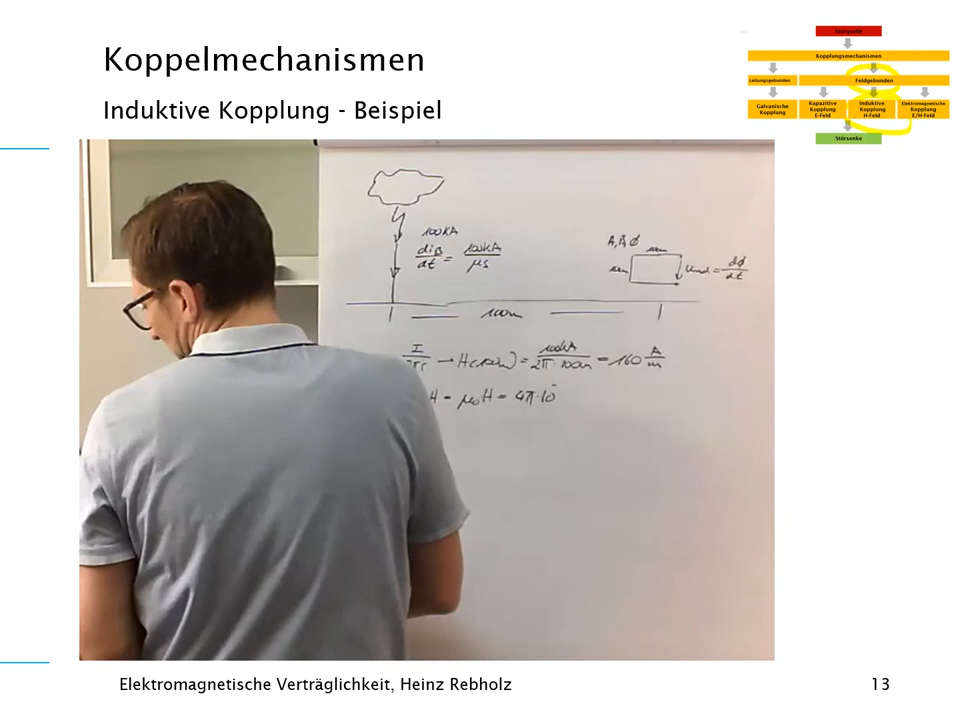 Koppelmechanismen
Induktive Kopplung - Beispiel
Störquelle
Kopplungsmechanismen
Leitungsgebunden
Feldgebunden
Galvanische Kopplung
Kapazitive Kopplung E-Feld
Induktive Kopplung H-Feld
Elektromagnetische Kopplung E/H-Feld
Störsenke
100kA
di_B/dt = 100kA/µs
Uind = dΦ/dt
100m
→ H(100m) = 100kA/2π·100m = 160 A/m
H = µ₀H = 4π·10⁻
Elektromagnetische Verträglichkeit, Heinz Rebholz
13